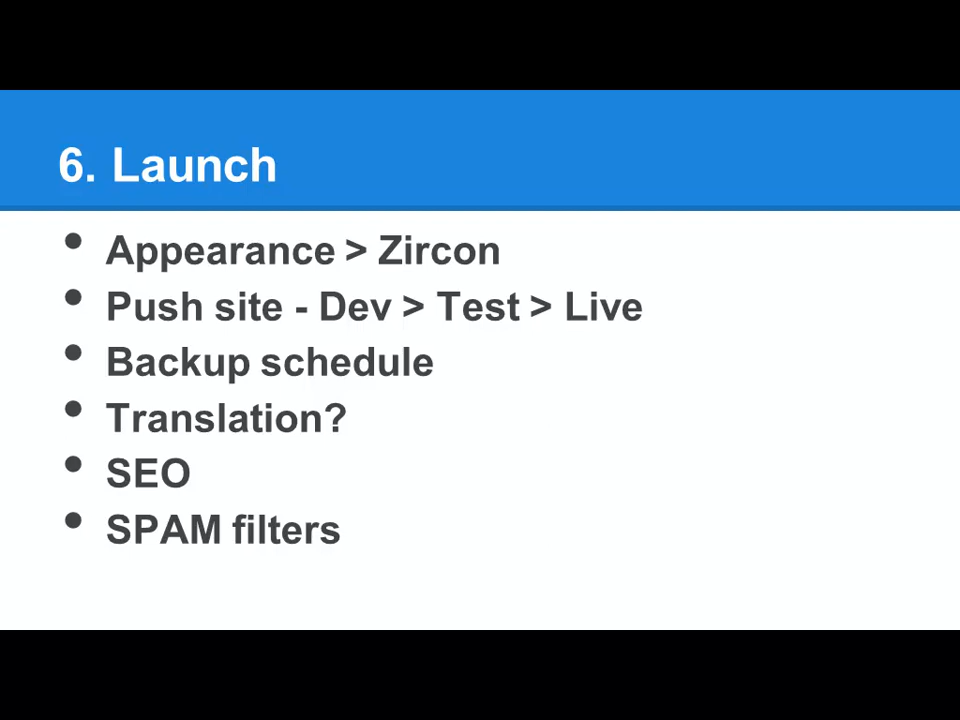 6. Launch
• Appearance > Zircon
• Push site - Dev > Test > Live
• Backup schedule
• Translation?
• SEO
• SPAM filters